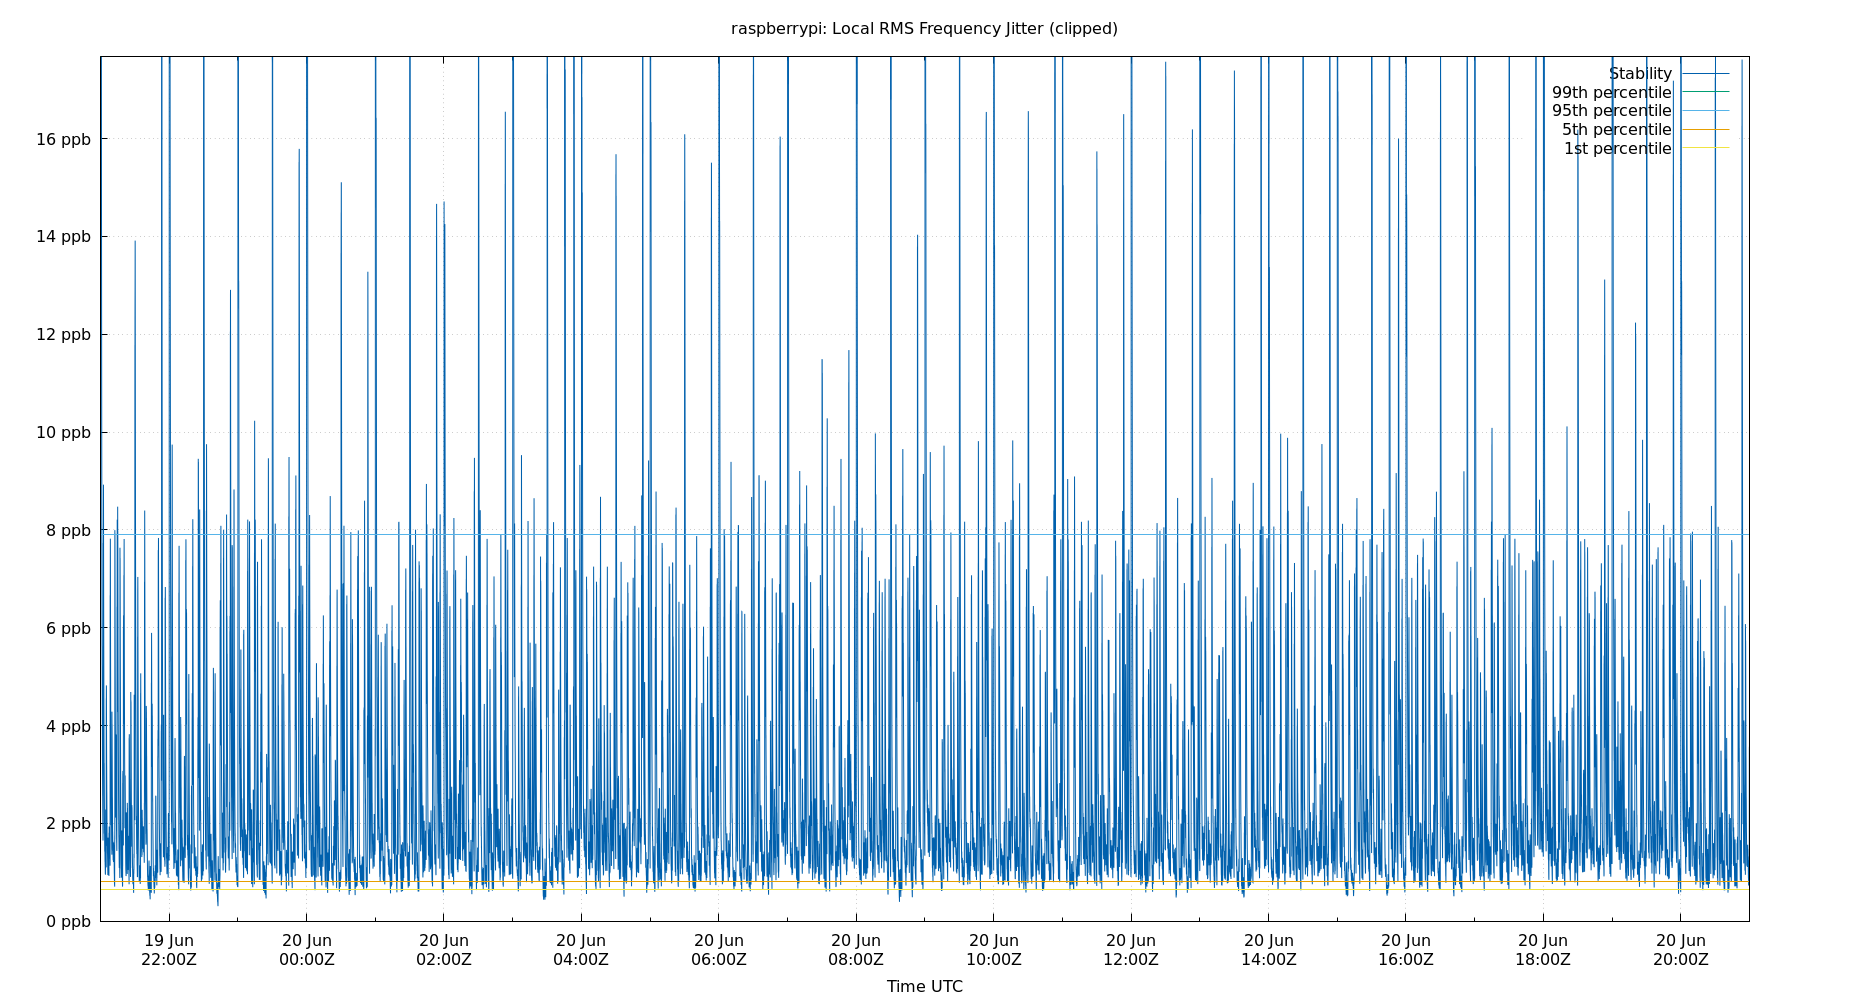 raspberrypi: Local RMS Frequency Jitter (clipped)
Stability
99th percentile
95th percentile
5th percentile
1st percentile
16 ppb
14 ppb
12 ppb
10 ppb
8 ppb
6 ppb
4 ppb
2 ppb
0 ppb
19 Jun 20 Jun 20 Jun 20 Jun 20 Jun 20 Jun 20 Jun 20 Jun 20 Jun 20 Jun 20 Jun 20 Jun
22:00Z 00:00Z 02:00Z 04:00Z 06:00Z 08:00Z 10:00Z 12:00Z 14:00Z 16:00Z 18:00Z 20:00Z
Time UTC